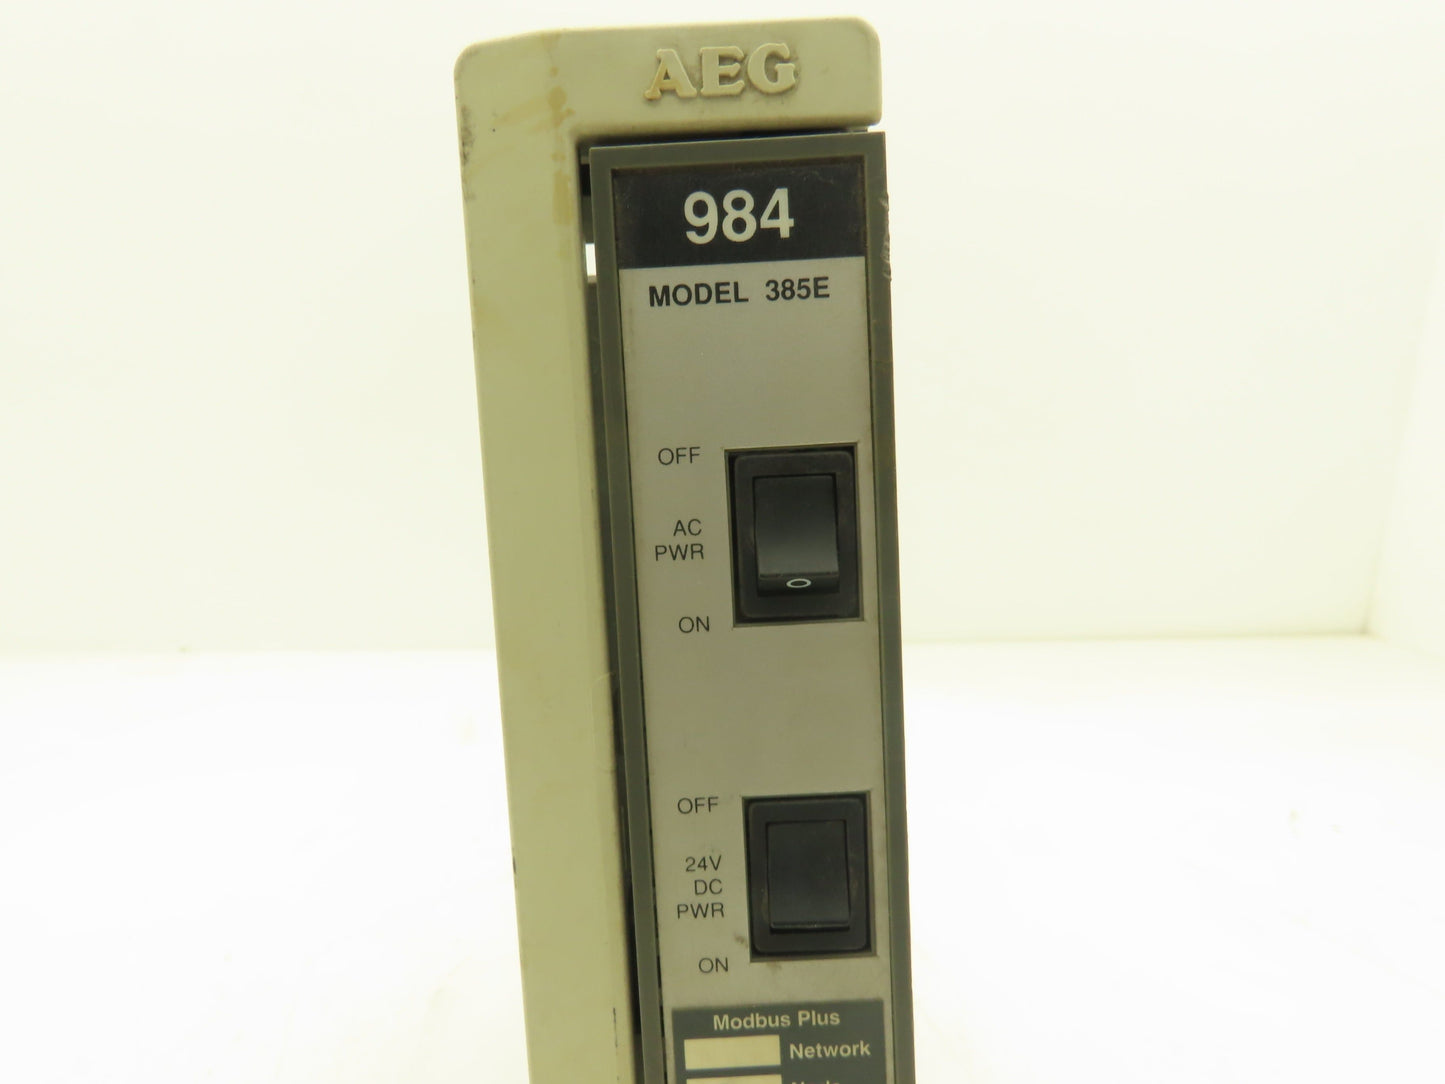 AEG
984
MODEL 385E
OFF
AC
PWR
ON
OFF
24V
DC
PWR
ON
Modbus Plus
Network